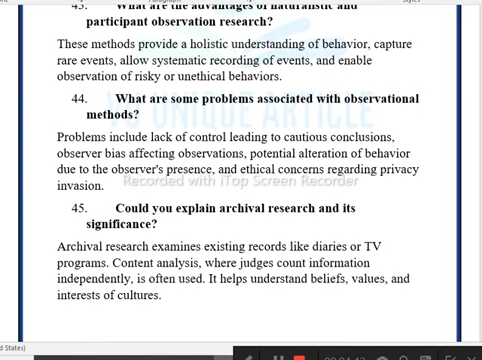 43. What are the advantages of naturalistic and
participant observation research?
These methods provide a holistic understanding of behavior, capture
rare events, allow systematic recording of events, and enable
observation of risky or unethical behaviors.
44. What are some problems associated with observational
methods?
Problems include lack of control leading to cautious conclusions,
observer bias affecting observations, potential alteration of behavior
due to the observer's presence, and ethical concerns regarding privacy
invasion.
Recorded with iTop Screen Recorder
45. Could you explain archival research and its
significance?
Archival research examines existing records like diaries or TV
programs. Content analysis, where judges count information
independently, is often used. It helps understand beliefs, values, and
interests of cultures.